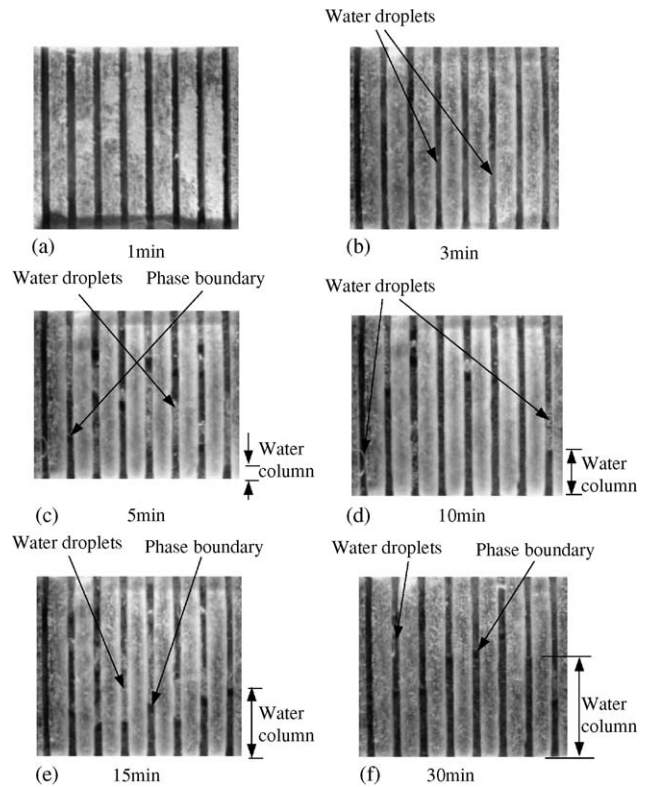 Water droplets
(a)
1min
(b)
3min
Water droplets
Phase boundary
Water droplets
Water
column
Water
column
(c)
5min
(d)
10min
Water droplets
Phase boundary
Water droplets
Phase boundary
Water
column
Water
column
(e)
15min
(f)
30min